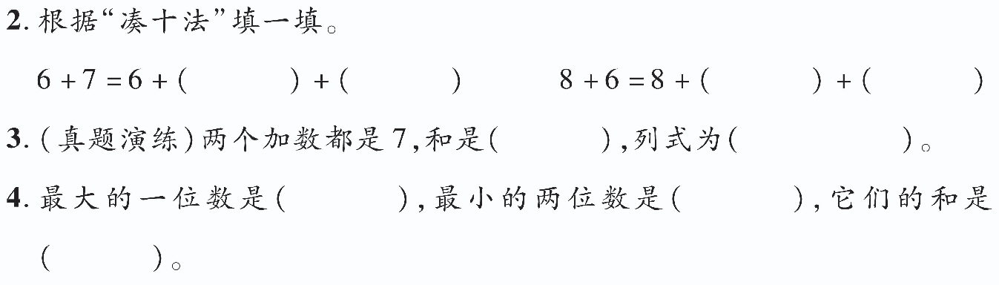 2. 根据“凑十法”填一填。
6 + 7 = 6 + (　　　) + (　　　)　　　8 + 6 = 8 + (　　　) + (　　　)
3. (真题演练)两个加数都是 7,和是(　　　),列式为(　　　　　)。
4. 最大的一位数是(　　　),最小的两位数是(　　　),它们的和是
(　　　)。